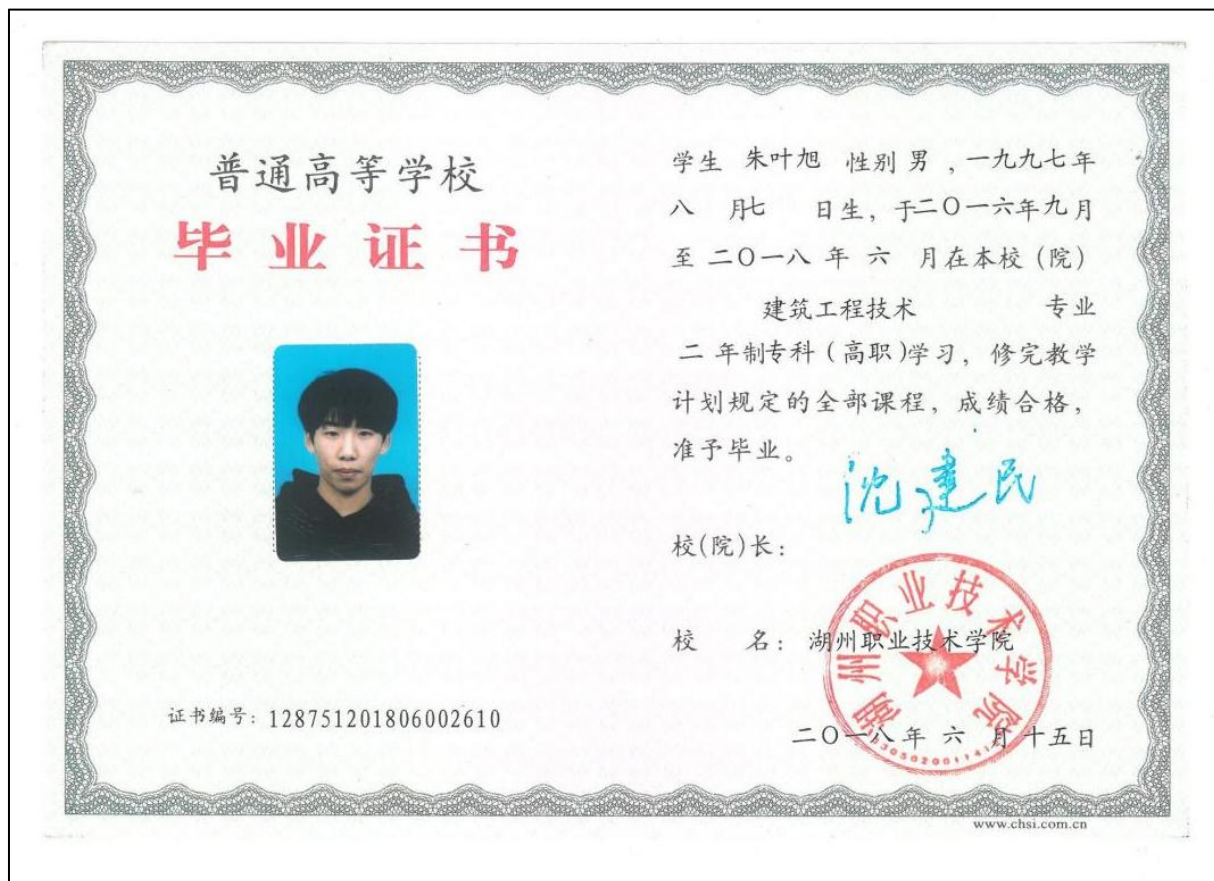 普通高等学校
毕业证书
证书编号：128751201806002610
学生 朱叶旭 性别 男 ，一九九七年
八 月七 日生，于二〇一六年九月
至 二〇一八 年 六 月在本校（院）
建筑工程技术 专业
二 年制专科（高职）学习，修完教学
计划规定的全部课程，成绩合格，
准予毕业。
沈建民
校(院)长：
校 名：湖州职业技术学院
湖州职业技术学院
二〇一八年 六 月 十五日
www.chsi.com.cn